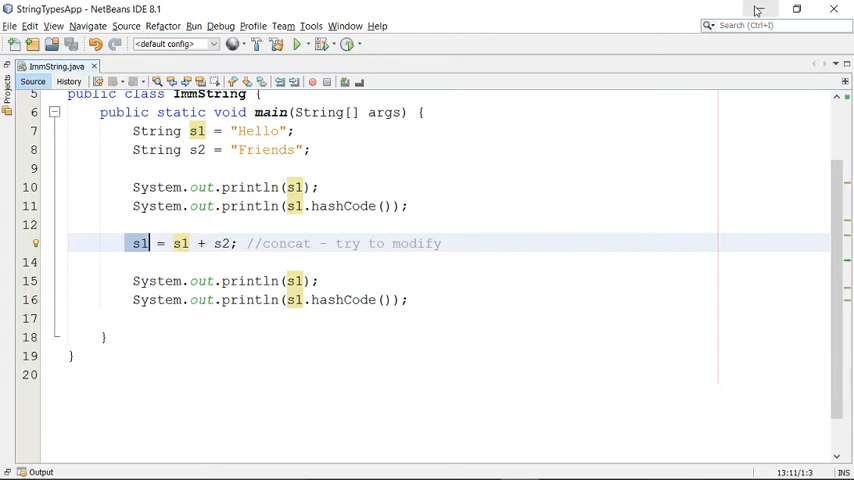 StringTypesApp - NetBeans IDE 8.1
File Edit View Navigate Source Refactor Run Debug Profile Team Tools Window Help
Search (Ctrl+I)
<default config>
ImmString.java
Source History
Projects
5 public class ImmString {
6 public static void main(String[] args) {
7 String s1 = "Hello";
8 String s2 = "Friends";
9
10 System.out.println(s1);
11 System.out.println(s1.hashCode());
12
s1 = s1 + s2; //concat - try to modify
14
15 System.out.println(s1);
16 System.out.println(s1.hashCode());
17
18 }
19 }
20
Output
13:11/1:3 INS